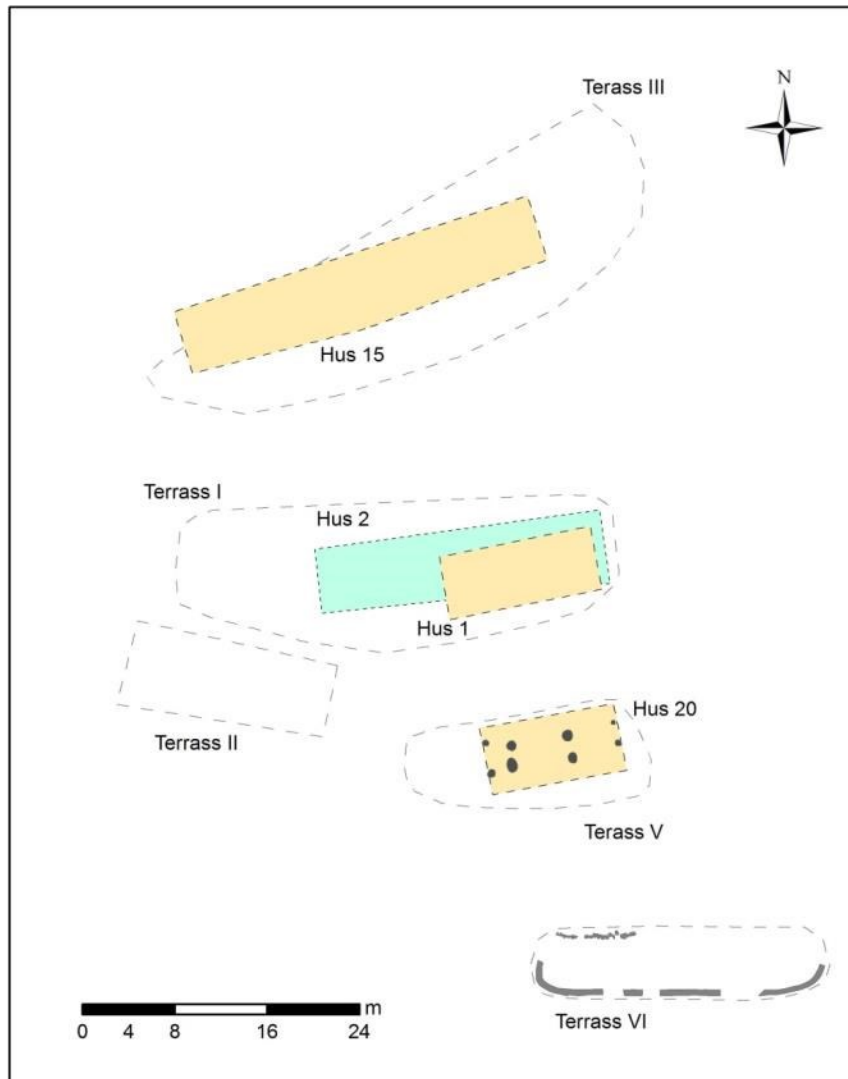 Terass III
N
Hus 15
Terrass I
Hus 2
Hus 1
Terrass II
Hus 20
Terass V
Terrass VI
m
0 4 8 16 24